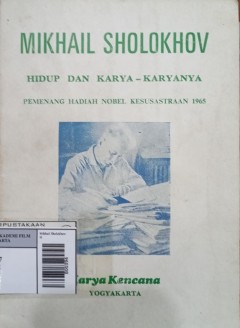 MIKHAIL SHOLOKHOV
HIDUP DAN KARYA – KARYANYA
PEMENANG HADIAH NOBEL KESUSASTRAAN 1965
Karya Kencana
YOGYAKARTA